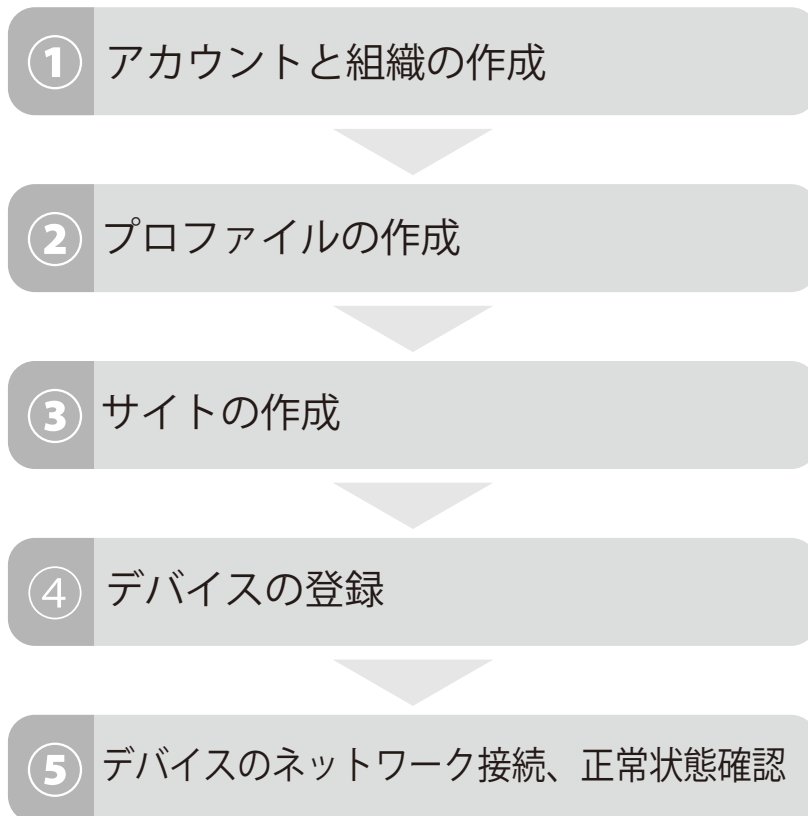 ① アカウントと組織の作成
② プロファイルの作成
③ サイトの作成
④ デバイスの登録
⑤ デバイスのネットワーク接続、正常状態確認